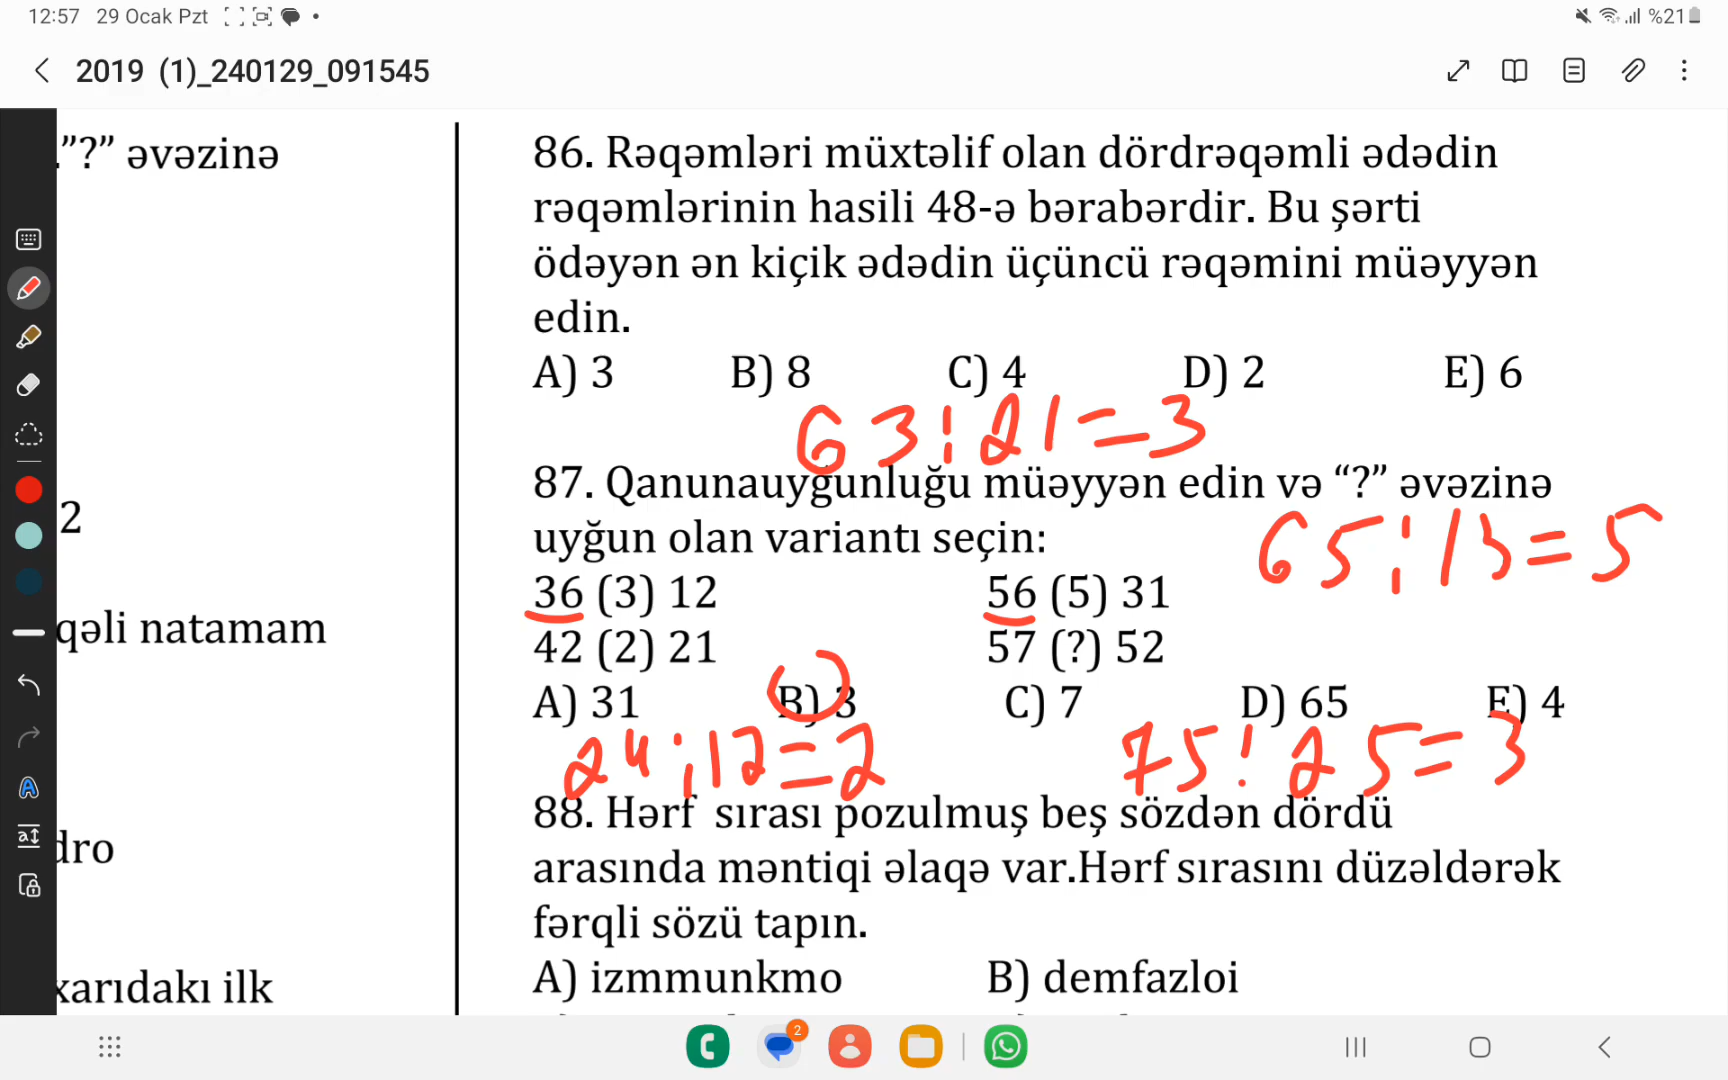 12:57 29 Ocak Pzt
%21
2019 (1)_240129_091545
.”?” əvəzinə
2
qəli natamam
dro
xarıdakı ilk
86. Rəqəmləri müxtəlif olan dördrəqəmli ədədin
rəqəmlərinin hasili 48-ə bərabərdir. Bu şərti
ödəyən ən kiçik ədədin üçüncü rəqəmini müəyyən
edin.
A) 3 B) 8 C) 4 D) 2 E) 6
63:21=3
87. Qanunauyğunluğu müəyyən edin və “?” əvəzinə
uyğun olan variantı seçin:
65:13=5
36 (3) 12 56 (5) 31
42 (2) 21 57 (?) 52
A) 31 B) 3 C) 7 D) 65 E) 4
24:12=2 75:25=3
88. Hərf sırası pozulmuş beş sözdən dördü
arasında məntiqi əlaqə var.Hərf sırasını düzəldərək
fərqli sözü tapın.
A) izmmunkmo B) demfazloi
2